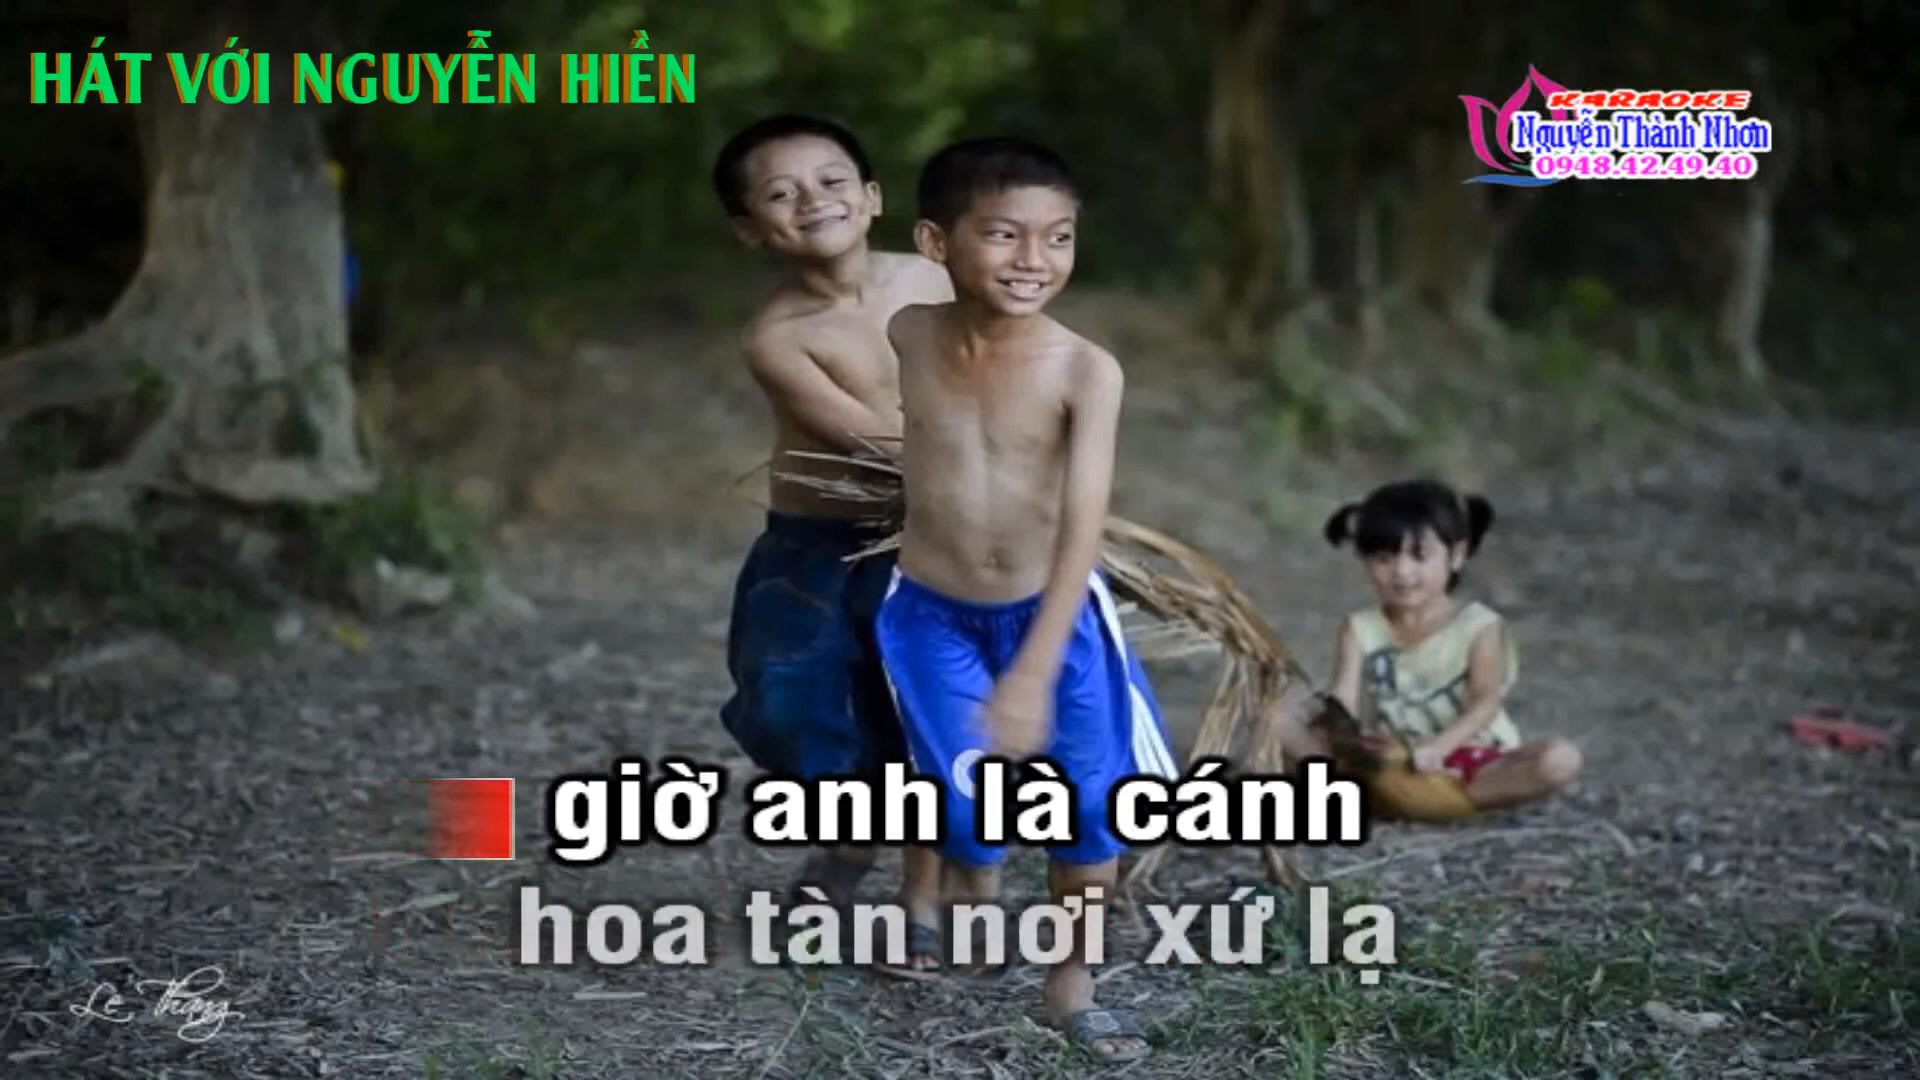 HÁT VỚI NGUYỄN HIỀN
KARAOKE
Nguyễn Thành Nhơn
0948.42.49.40
giờ anh là cánh
hoa tàn nơi xứ lạ
Lê Thắng